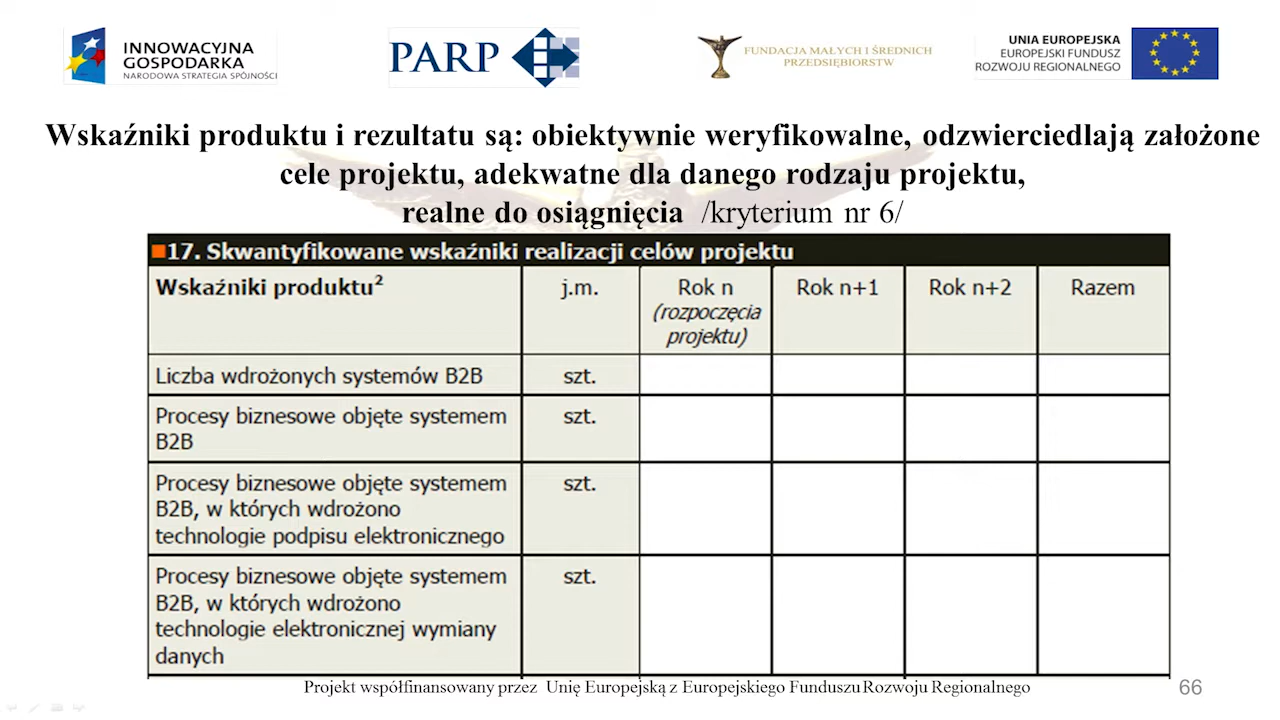 INNOWACYJNA
GOSPODARKA
NARODOWA STRATEGIA SPÓJNOŚCI
PARP
FUNDACJA MAŁYCH I ŚREDNICH
PRZEDSIĘBIORSTW
UNIA EUROPEJSKA
EUROPEJSKI FUNDUSZ
ROZWOJU REGIONALNEGO
Wskaźniki produktu i rezultatu są: obiektywnie weryfikowalne, odzwierciedlają założone
cele projektu, adekwatne dla danego rodzaju projektu,
realne do osiągnięcia /kryterium nr 6/
17. Skwantyfikowane wskaźniki realizacji celów projektu
Wskaźniki produktu² j.m. Rok n Rok n+1 Rok n+2 Razem
(rozpoczęcia
projektu)
Liczba wdrożonych systemów B2B szt.
Procesy biznesowe objęte systemem szt.
B2B
Procesy biznesowe objęte systemem szt.
B2B, w których wdrożono
technologie podpisu elektronicznego
Procesy biznesowe objęte systemem szt.
B2B, w których wdrożono
technologie elektronicznej wymiany
danych
Projekt współfinansowany przez Unię Europejską z Europejskiego Funduszu Rozwoju Regionalnego
66